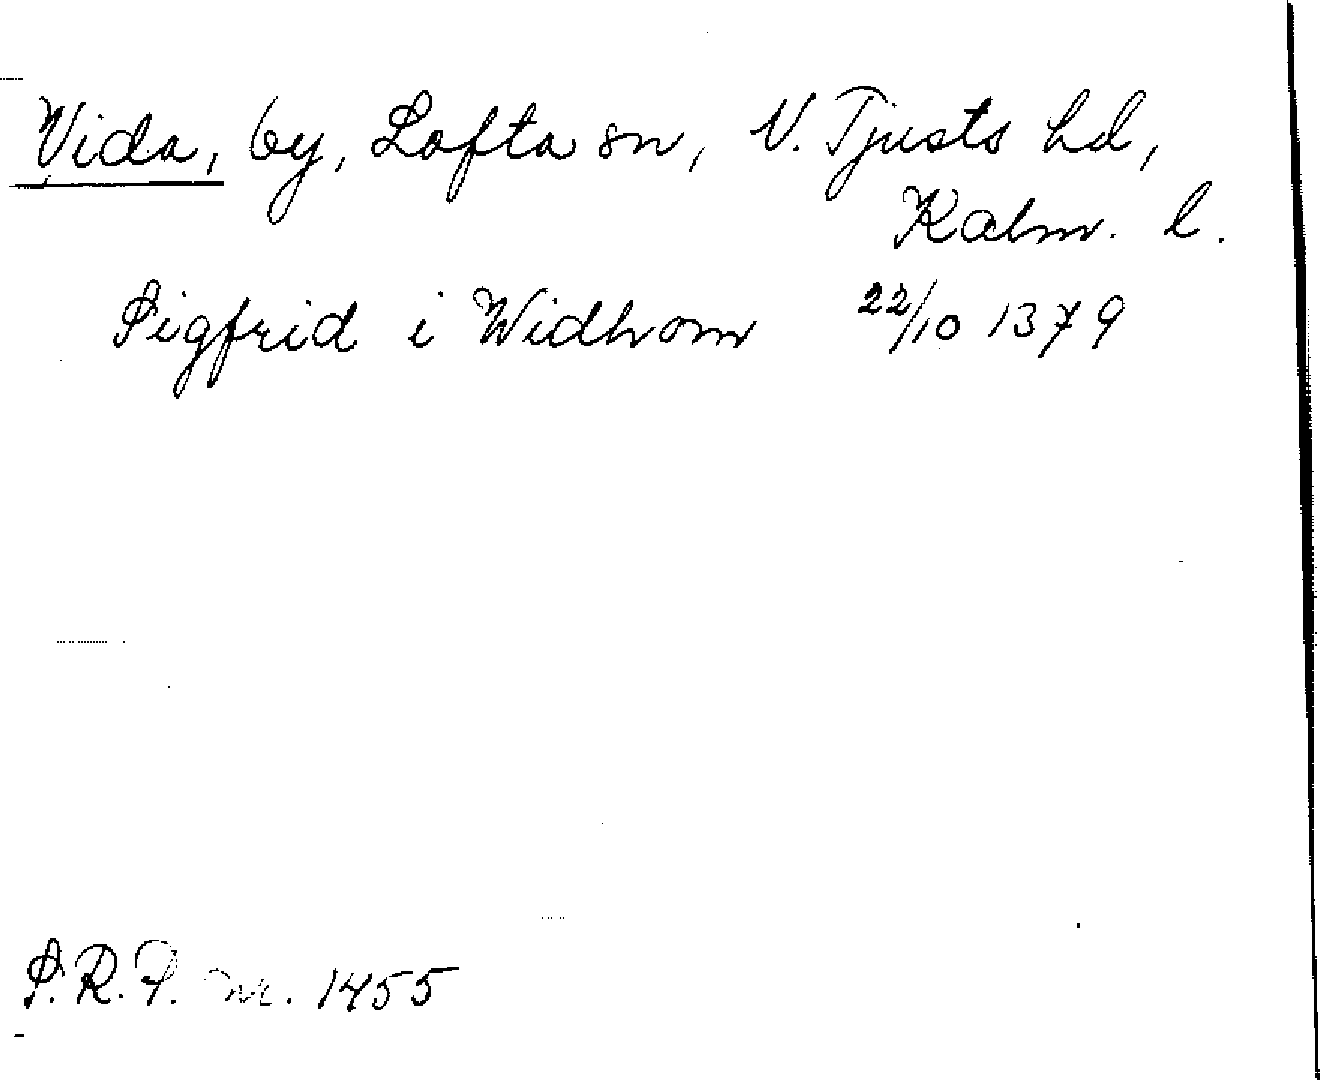 Vida, by, Lofta sn, N. Tjusts hd,
Kalm. l.
Sigfrid i Widhom 22/10 1379
S.R.P. nr. 1455